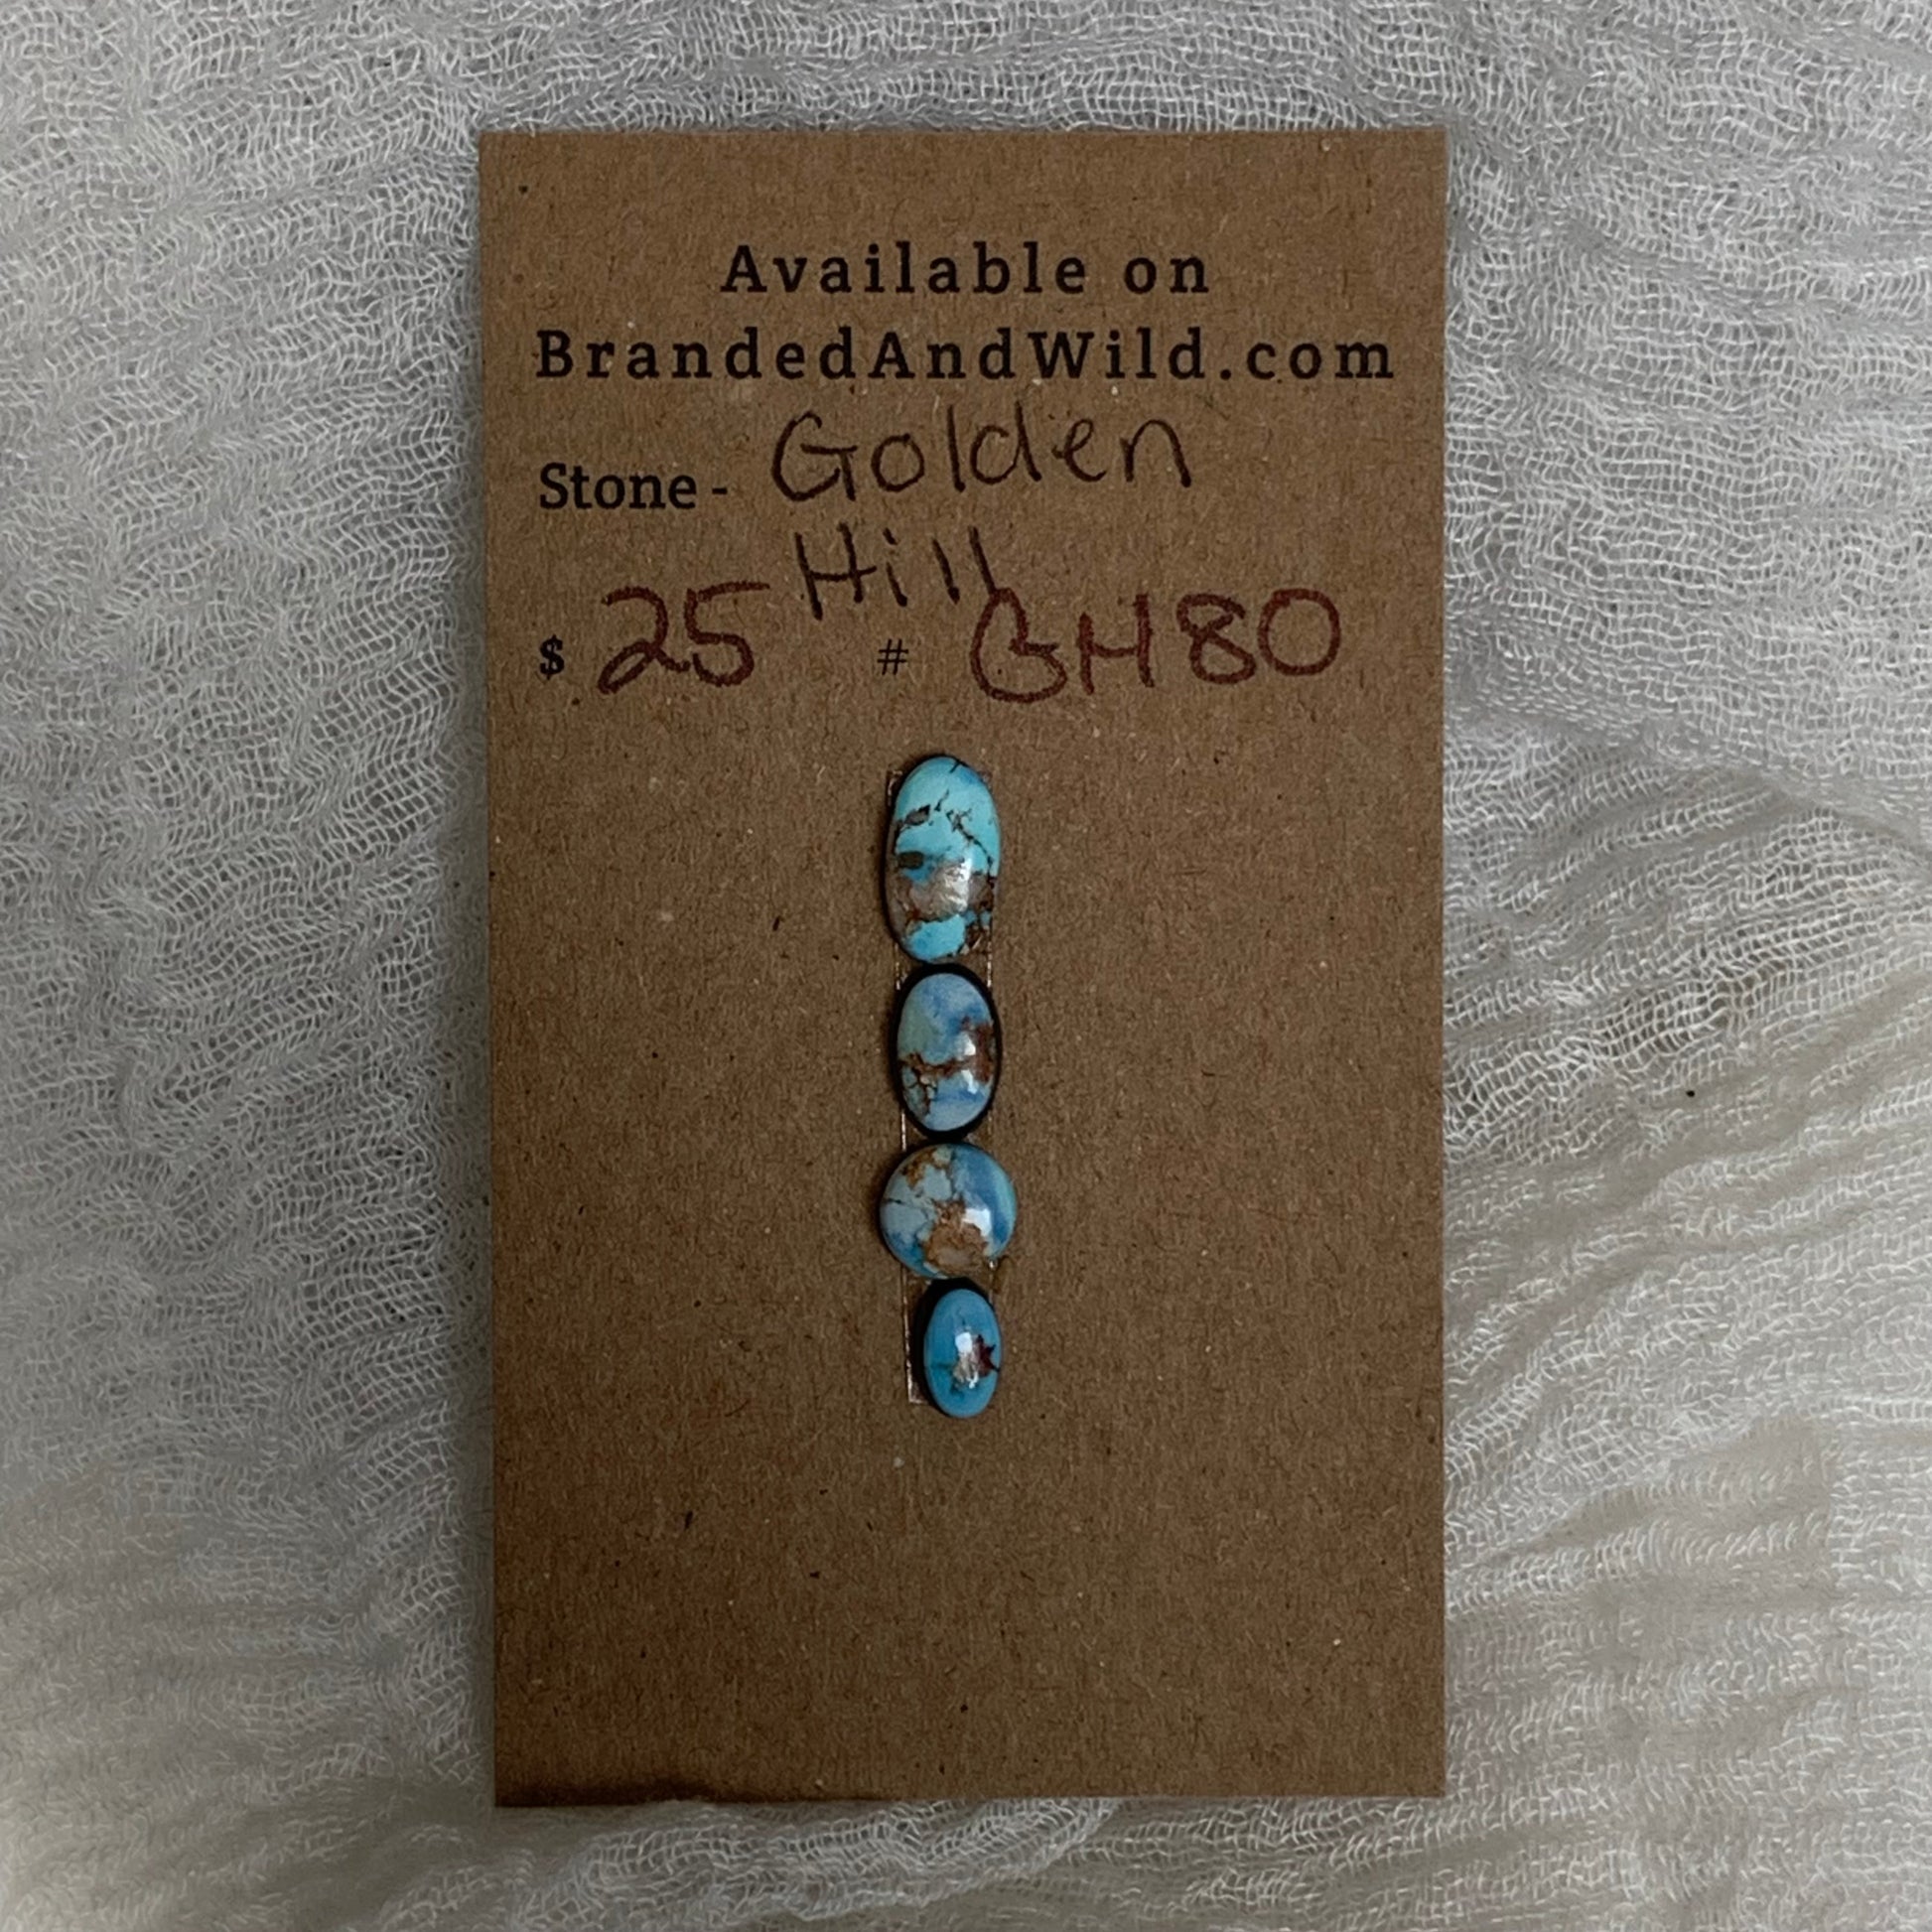 Available on
BrandedAndWild.com
Stone - Golden
Hill
$ 25 # GH80